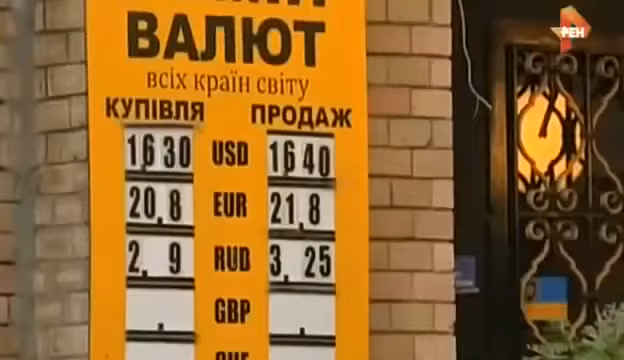 РЕН
ВАЛЮТ
всіх країн світу
КУПІВЛЯ ПРОДАЖ
16 30 USD 16 40
20,8 EUR 21,8
2, 9 RUD 3, 25
. GBP .